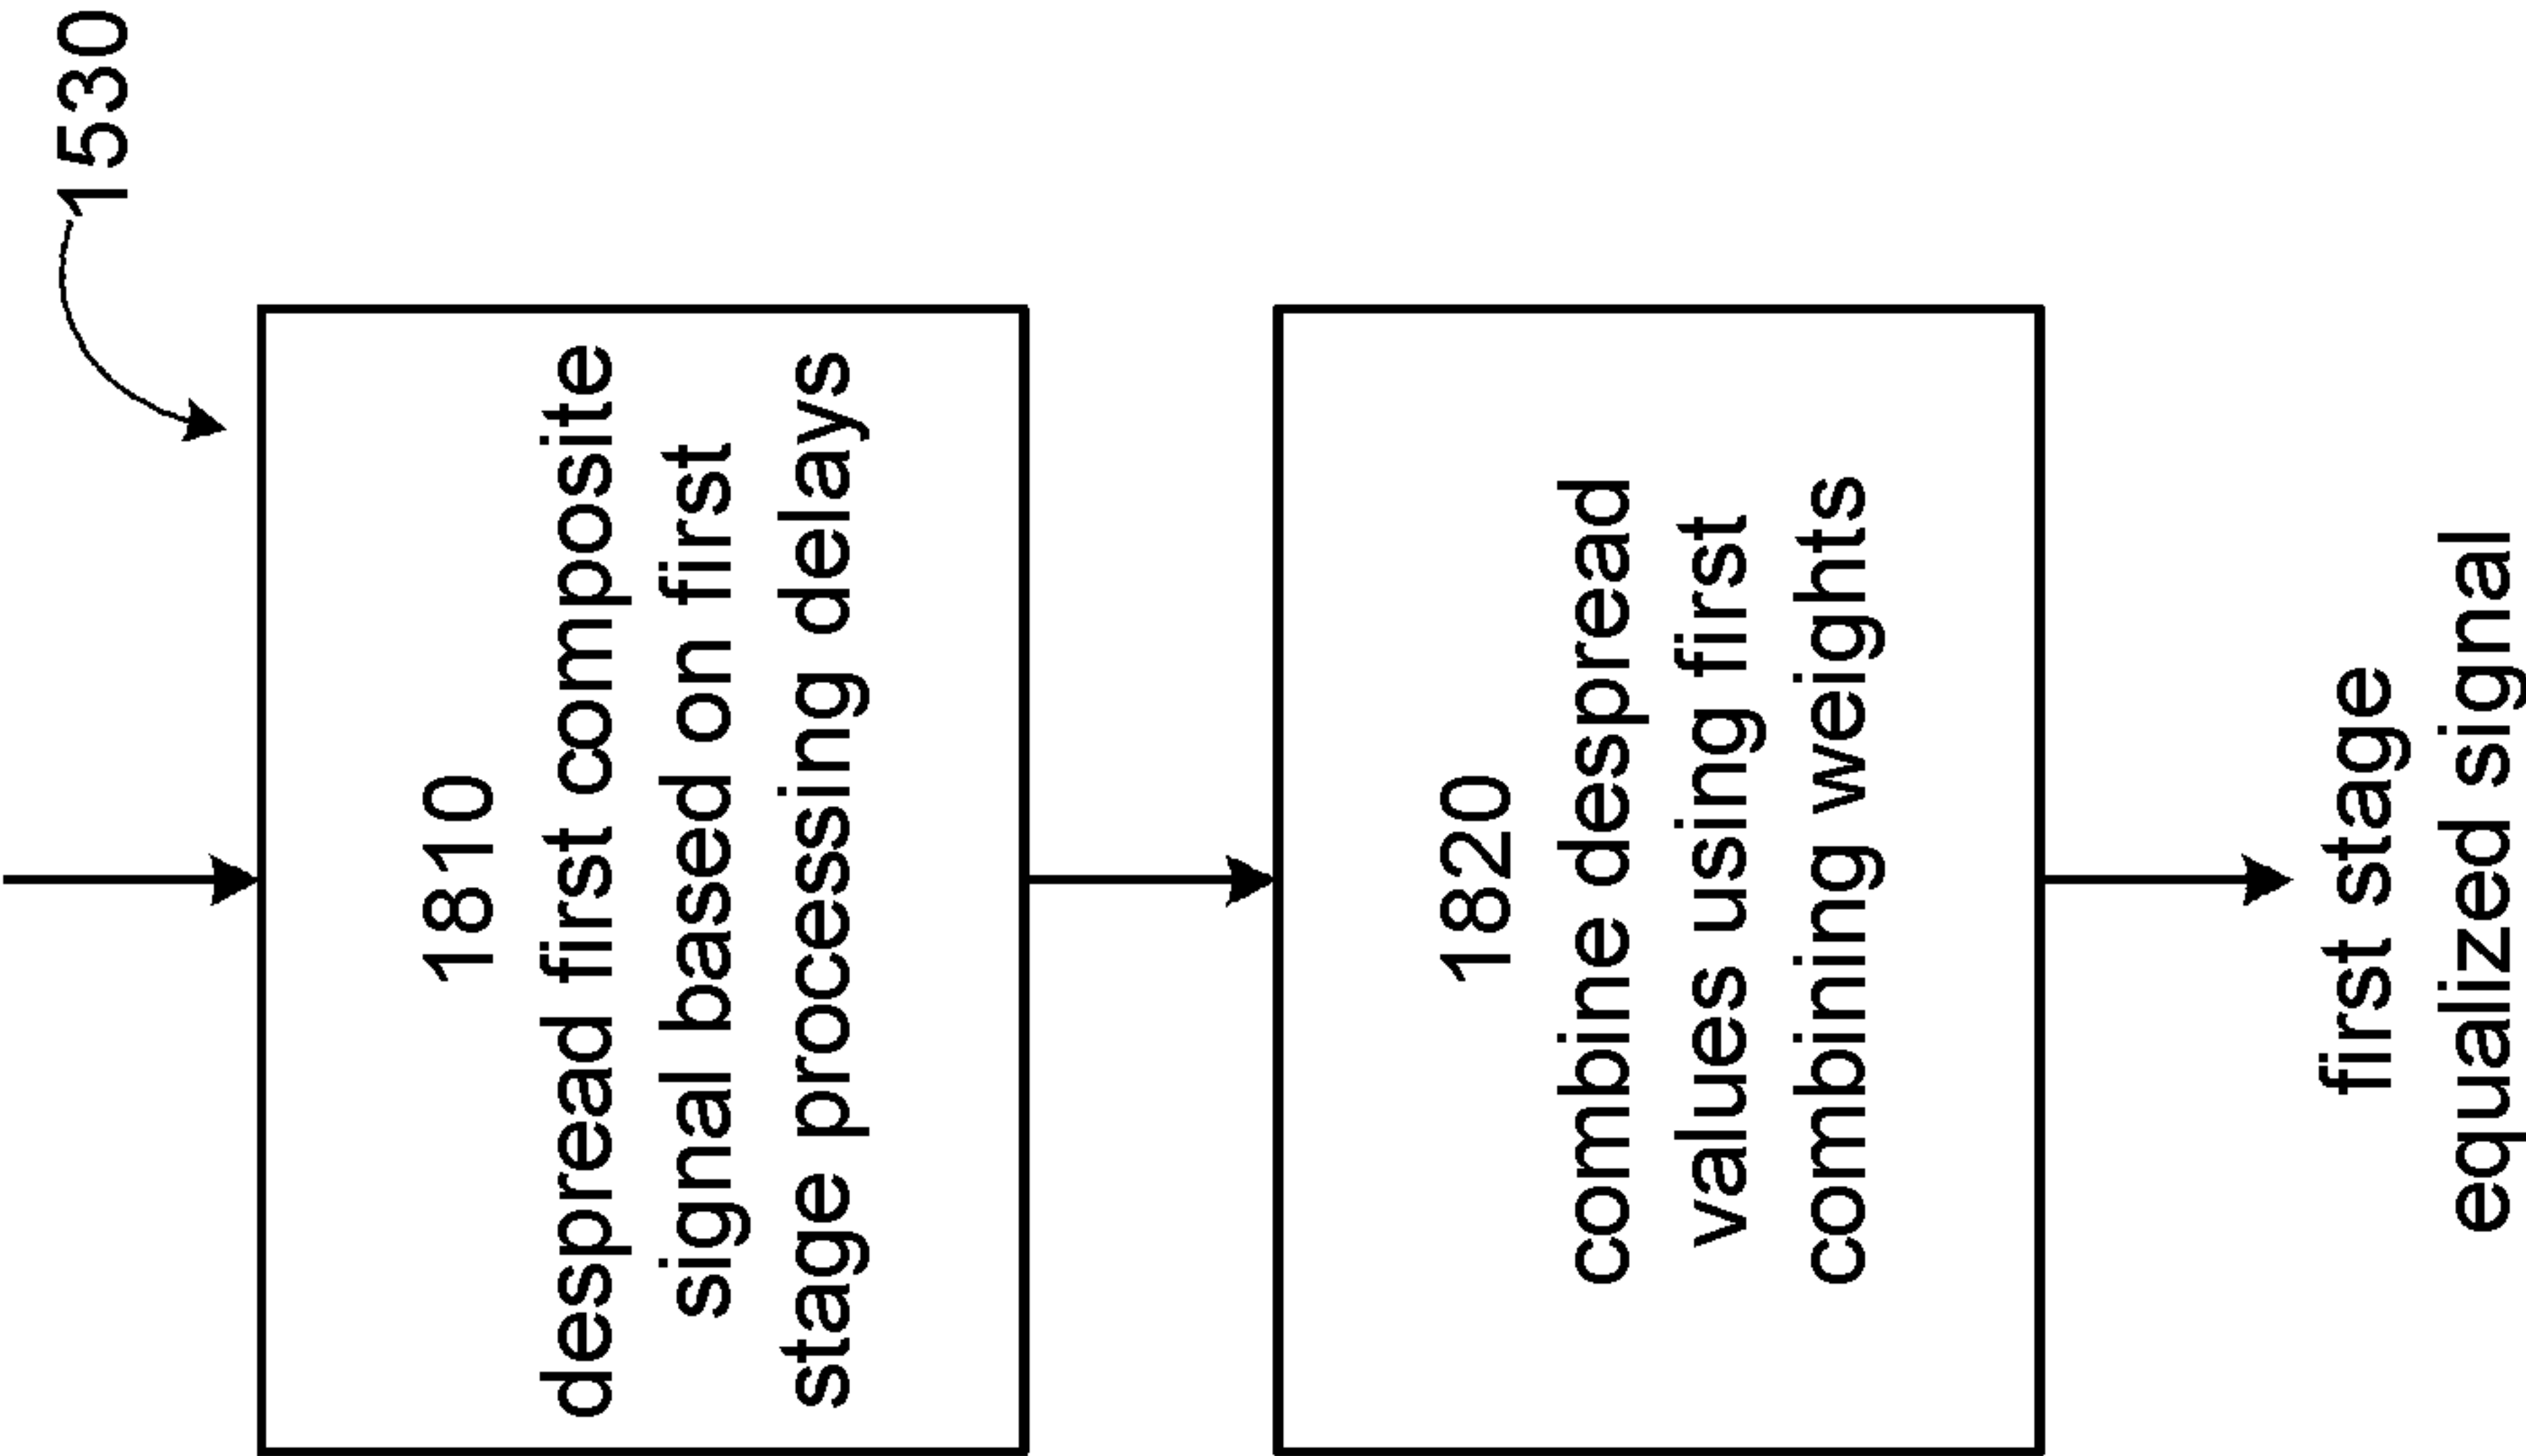 1530
1810
despread first composite
signal based on first
stage processing delays
1820
combine despread
values using first
combining weights
first stage
equalized signal